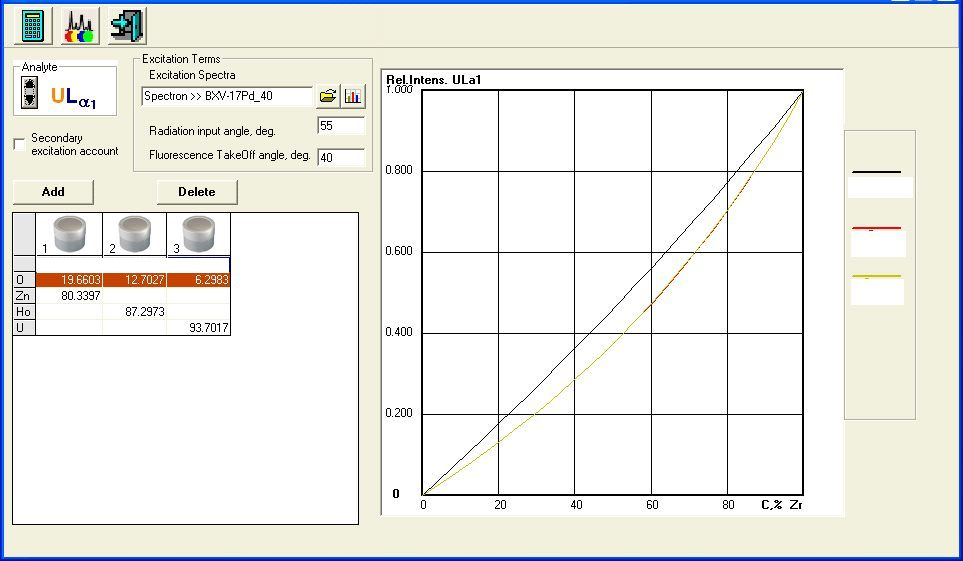 Analyte
ULα1
Secondary
excitation account
Excitation Terms
Excitation Spectra
Spectron >> BXV-17Pd_40
Radiation input angle, deg.
55
Fluorescence TakeOff angle, deg.
40
Add
Delete
1 2 3
O 19.6603 12.7027 6.2983
Zn 80.3397
Ho 87.2973
U 93.7017
Rel.Intens. ULa1
1.000
0.800
0.600
0.400
0.200
0
0 20 40 60 80 C,% Zr